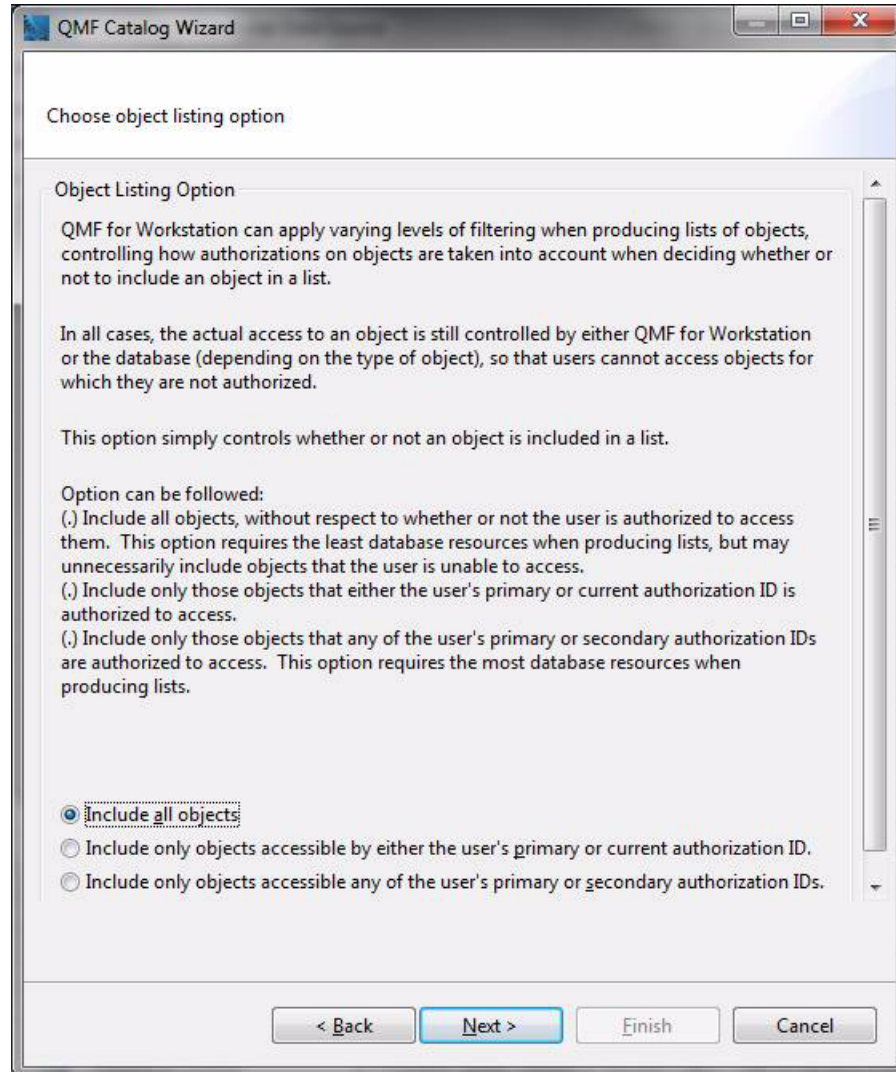 QMF Catalog Wizard
Choose object listing option
Object Listing Option
QMF for Workstation can apply varying levels of filtering when producing lists of objects,
controlling how authorizations on objects are taken into account when deciding whether or
not to include an object in a list.
In all cases, the actual access to an object is still controlled by either QMF for Workstation
or the database (depending on the type of object), so that users cannot access objects for
which they are not authorized.
This option simply controls whether or not an object is included in a list.
Option can be followed:
(.) Include all objects, without respect to whether or not the user is authorized to access
them.  This option requires the least database resources when producing lists, but may
unnecessarily include objects that the user is unable to access.
(.) Include only those objects that either the user's primary or current authorization ID is
authorized to access.
(.) Include only those objects that any of the user's primary or secondary authorization IDs
are authorized to access.  This option requires the most database resources when
producing lists.
Include all objects
Include only objects accessible by either the user's primary or current authorization ID.
Include only objects accessible any of the user's primary or secondary authorization IDs.
< Back Next > Finish Cancel